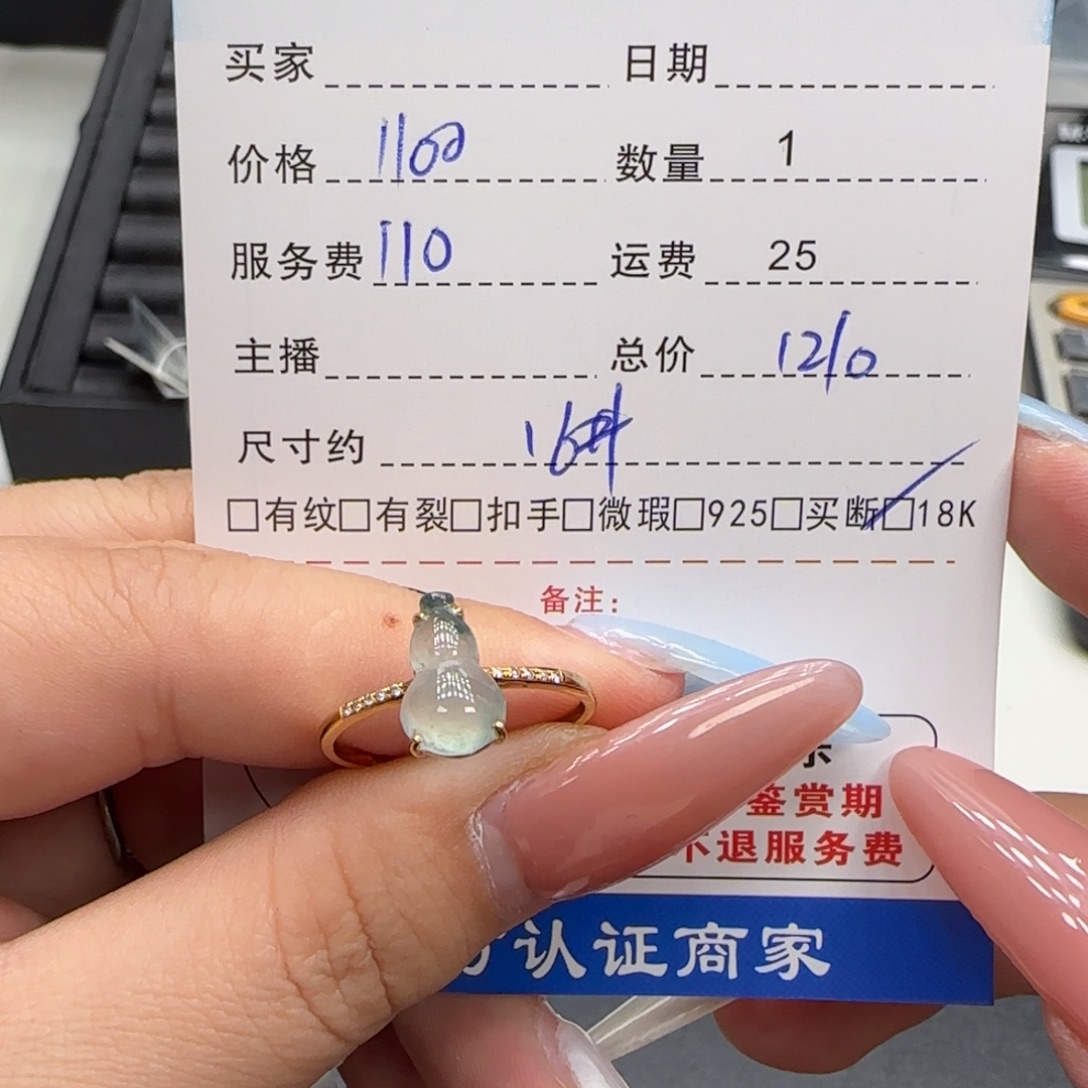 买家 日期
价格 1100 数量 1
服务费 110 运费 25
主播 总价 1210
尺寸约 16#
□有纹□有裂□扣手□微瑕□925□买断□18K
备注:
鉴赏期
不退服务费
认证商家